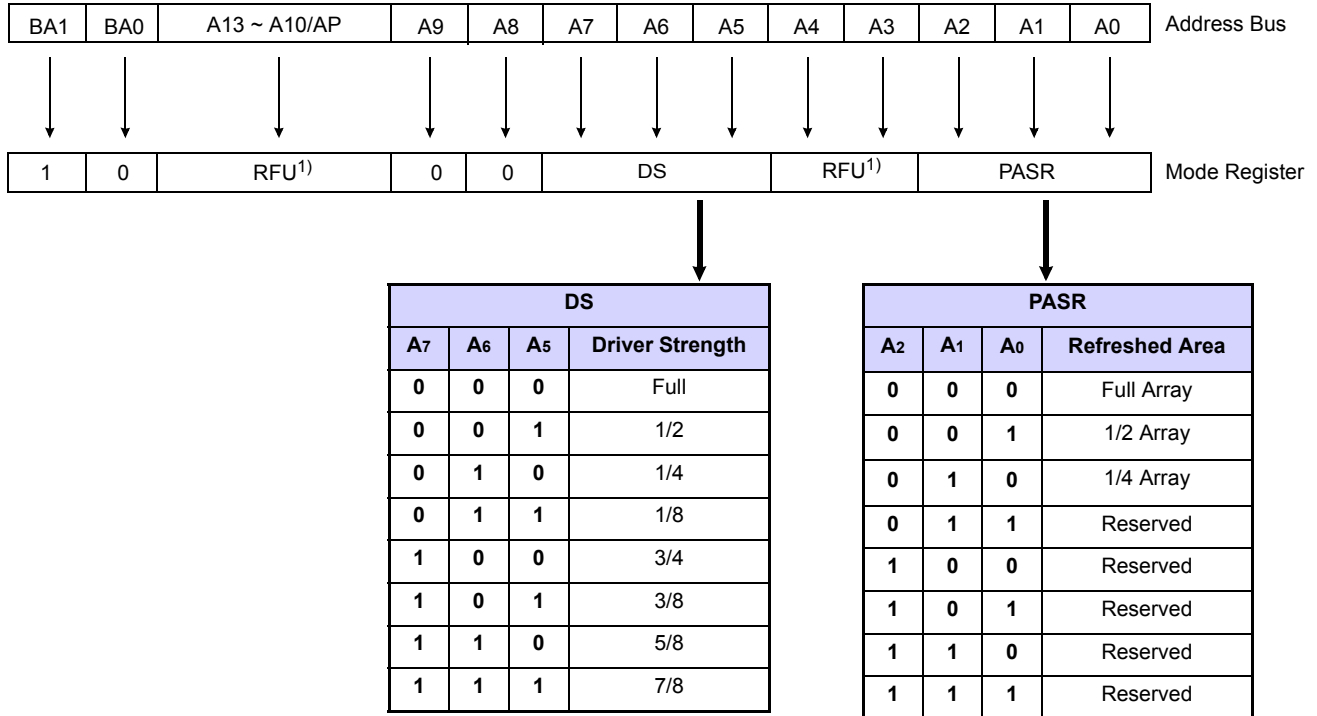 BA1 BA0 A13 ~ A10/AP A9 A8 A7 A6 A5 A4 A3 A2 A1 A0 Address Bus
1 0 RFU1) 0 0 DS RFU1) PASR Mode Register
DS
A7 A6 A5 Driver Strength
0 0 0 Full
0 0 1 1/2
0 1 0 1/4
0 1 1 1/8
1 0 0 3/4
1 0 1 3/8
1 1 0 5/8
1 1 1 7/8
PASR
A2 A1 A0 Refreshed Area
0 0 0 Full Array
0 0 1 1/2 Array
0 1 0 1/4 Array
0 1 1 Reserved
1 0 0 Reserved
1 0 1 Reserved
1 1 0 Reserved
1 1 1 Reserved